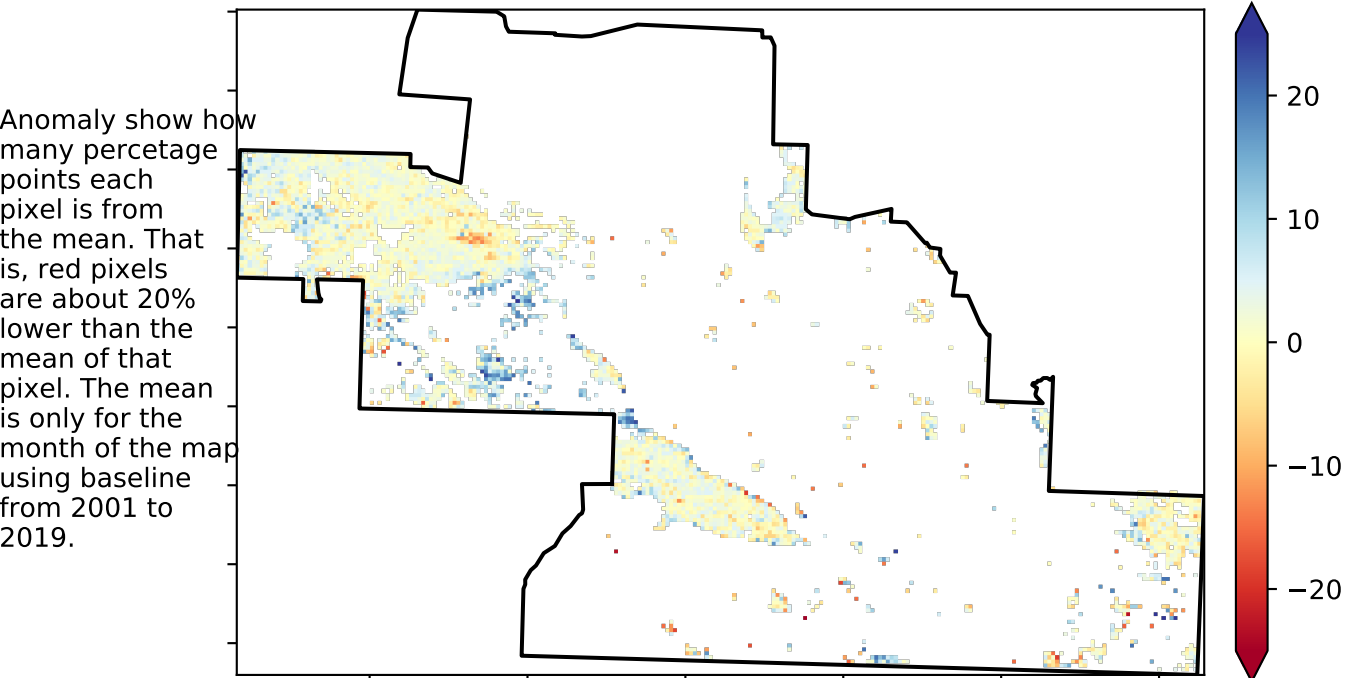 Anomaly show how
many percetage
points each
pixel is from
the mean. That
is, red pixels
are about 20%
lower than the
mean of that
pixel. The mean
is only for the
month of the map
using baseline
from 2001 to
2019.
20
10
0
−10
−20